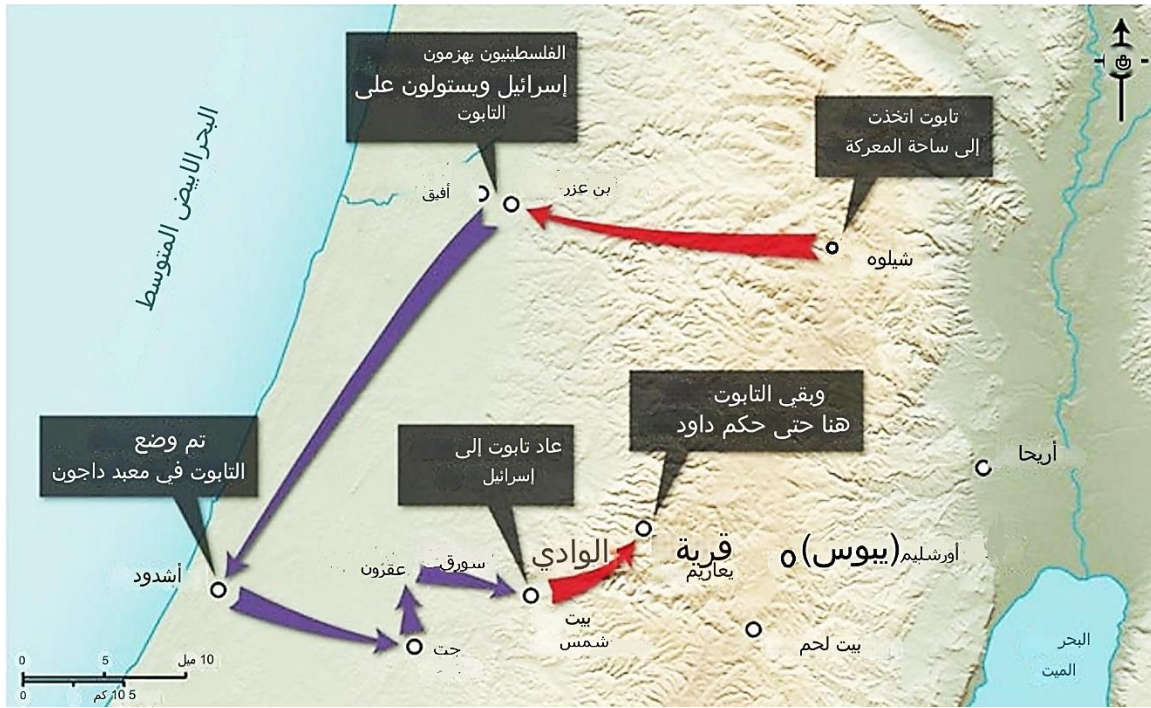 الفلسطينيون يهزمون
إسرائيل ويستولون على
التابوت
تابوت اتخذت
إلى ساحة المعركة
البحر الابيض المتوسط
أفيق
بن عزر
شيلوه
وبقي التابوت
هنا حتى حكم داود
تم وضع
التابوت في معبد داجون
عاد تابوت إلى
إسرائيل
أريحا
أشدود
عقرون
سورق
الوادي
قرية
يعاريم
أورشليم (يبوس)
بيت
شمس
جت
بيت لحم
البحر
الميت
0 5 10 ميل
0 5 10 كم